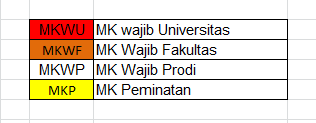 MKWU MK wajib Universitas
MKWF MK Wajib Fakultas
MKWP MK Wajib Prodi
MKP MK Peminatan